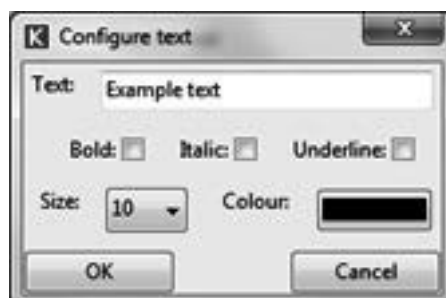 K Configure text x
Text: Example text
Bold: Italic: Underline:
Size: 10 Colour:
OK Cancel